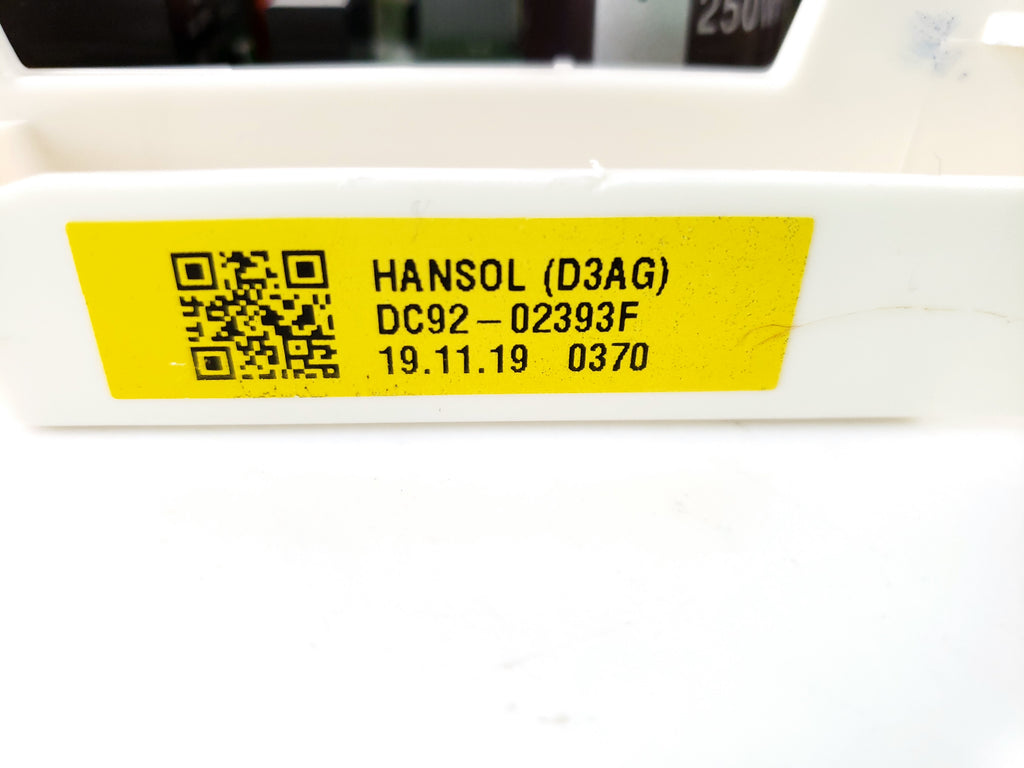 HANSOL (D3AG)
DC92-02393F
19.11.19 0370